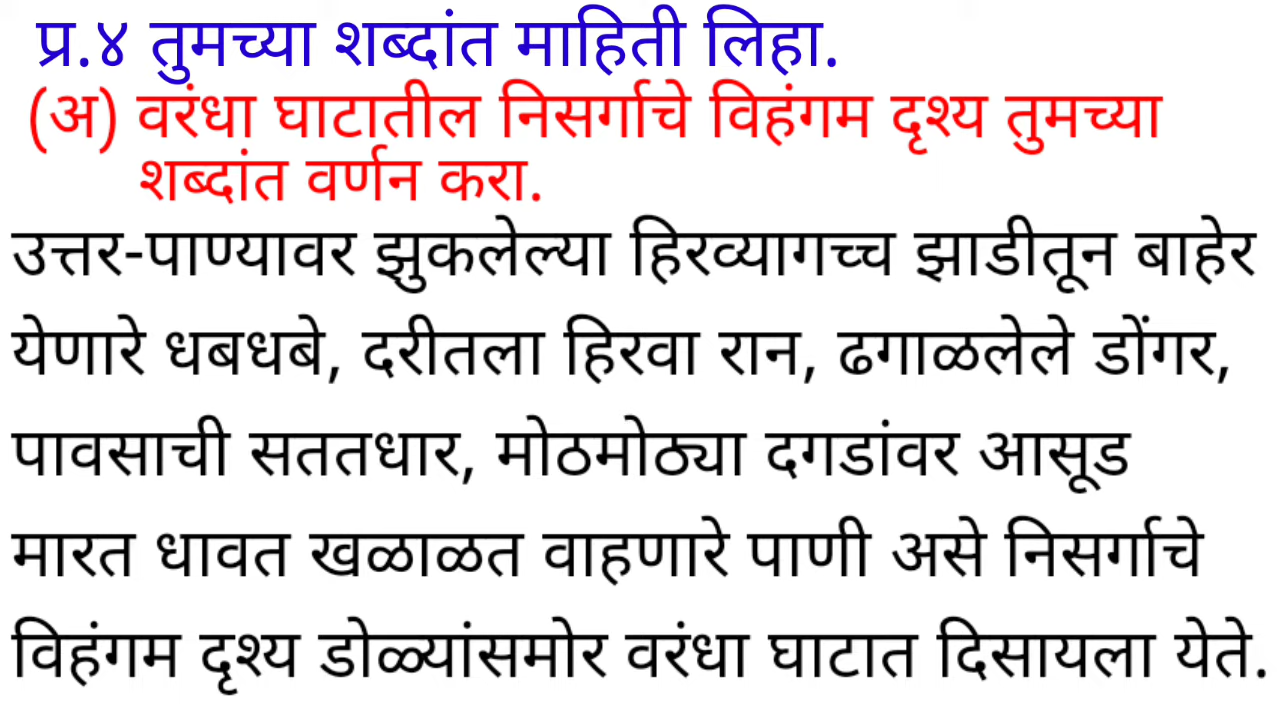 प्र.४ तुमच्या शब्दांत माहिती लिहा.
(अ) वरंधा घाटातील निसर्गाचे विहंगम दृश्य तुमच्या
शब्दांत वर्णन करा.
उत्तर-पाण्यावर झुकलेल्या हिरव्यागच्च झाडीतून बाहेर
येणारे धबधबे, दरीतला हिरवा रान, ढगाळलेले डोंगर,
पावसाची सततधार, मोठमोठ्या दगडांवर आसूड
मारत धावत खळाळत वाहणारे पाणी असे निसर्गाचे
विहंगम दृश्य डोळ्यांसमोर वरंधा घाटात दिसायला येते.